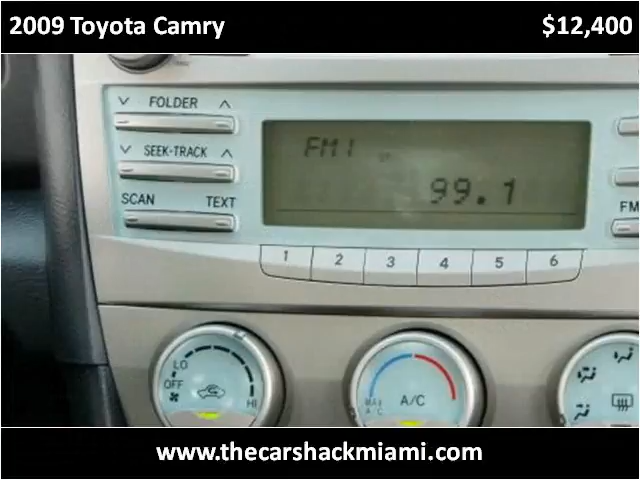 2009 Toyota Camry $12,400
FOLDER
SEEK·TRACK
SCAN TEXT
FM1
99.1
FM
1 2 3 4 5 6
LO
OFF
HI
MAX A/C
A/C
www.thecarshackmiami.com